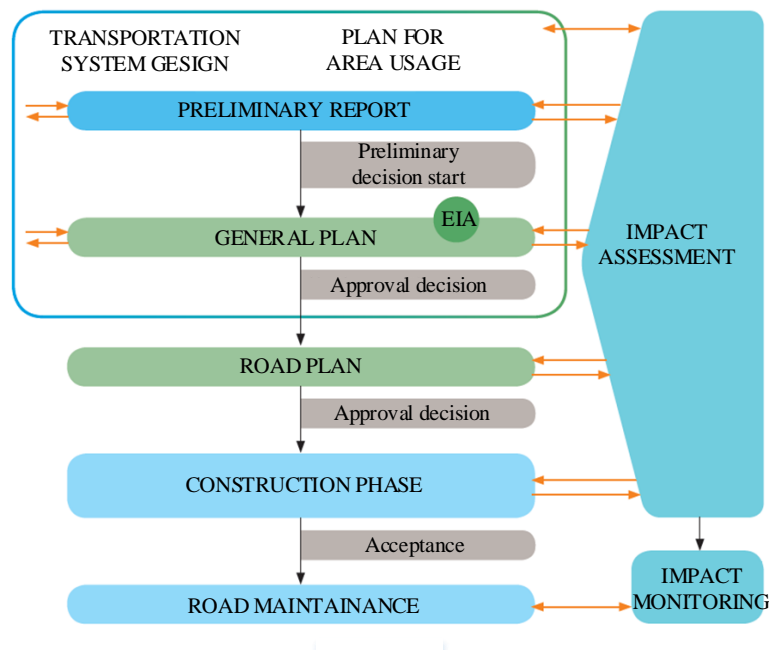 TRANSPORTATION
SYSTEM GESIGN
PLAN FOR
AREA USAGE
PRELIMINARY REPORT
Preliminary
decision start
EIA
GENERAL PLAN
IMPACT
ASSESSMENT
Approval decision
ROAD PLAN
Approval decision
CONSTRUCTION PHASE
Acceptance
IMPACT
MONITORING
ROAD MAINTAINANCE